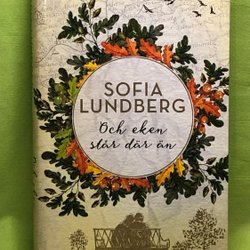 SOFIA
LUNDBERG
Och eken
står där än